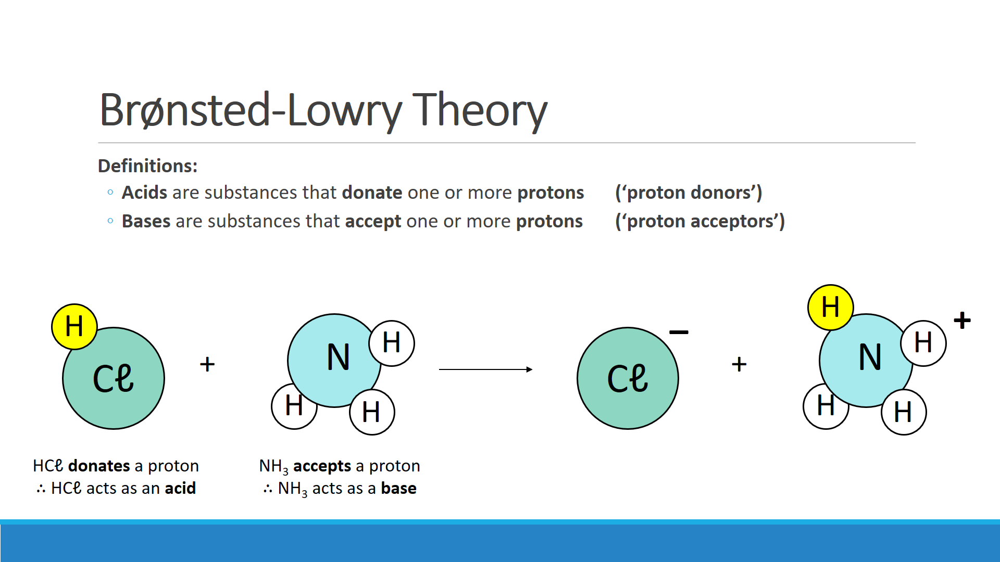 Brønsted-Lowry Theory
Definitions:
◦ Acids are substances that donate one or more protons (‘proton donors’)
◦ Bases are substances that accept one or more protons (‘proton acceptors’)
H
Cℓ
+
N
H
H
H
Cℓ
−
+
H
N
H
H
H
+
HCℓ donates a proton
∴ HCℓ acts as an acid
NH₃ accepts a proton
∴ NH₃ acts as a base